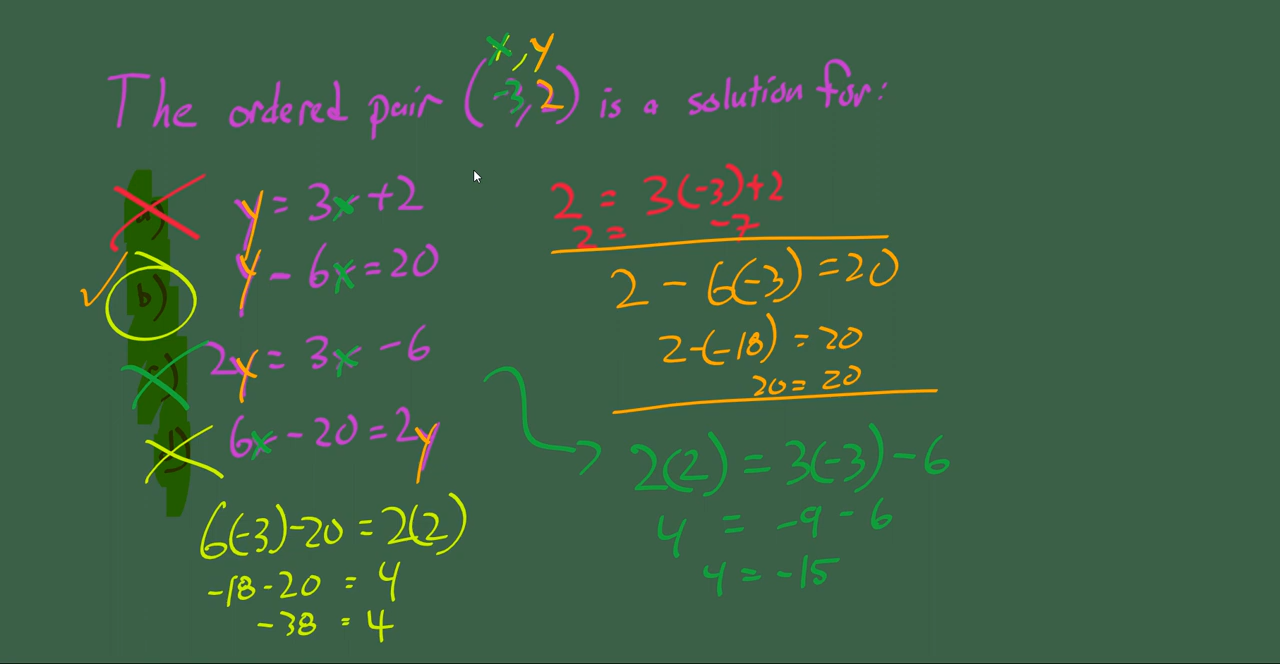 x, y
The ordered pair (-3, 2) is a solution for:
a) y = 3x + 2
b) y - 6x = 20
c) 2y = 3x - 6
d) 6x - 20 = 2y
6(-3) - 20 = 2(2)
-18 - 20 = 4
-38 = 4
2 = 3(-3) + 2
2 = -7
2 - 6(-3) = 20
2 - (-18) = 20
20 = 20
2(2) = 3(-3) - 6
4 = -9 - 6
4 = -15